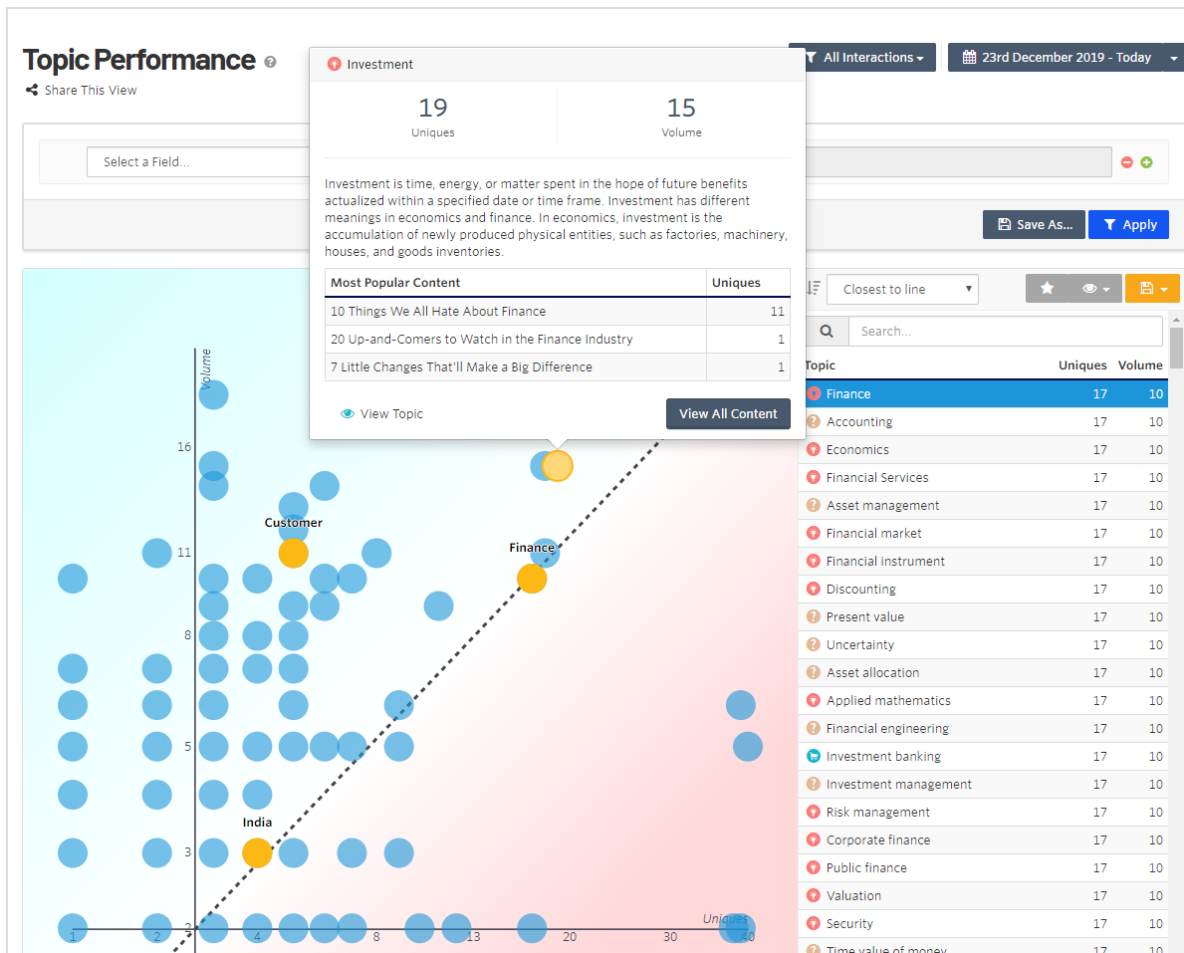 Topic Performance
Share This View
All Interactions
23rd December 2019 - Today
Select a Field...
Save As...
Apply
Investment
19
Uniques
15
Volume
Investment is time, energy, or matter spent in the hope of future benefits
actualized within a specified date or time frame. Investment has different
meanings in economics and finance. In economics, investment is the
accumulation of newly produced physical entities, such as factories, machinery,
houses, and goods inventories.
Most Popular Content Uniques
10 Things We All Hate About Finance 11
20 Up-and-Comers to Watch in the Finance Industry 1
7 Little Changes That'll Make a Big Difference 1
View Topic
View All Content
Volume
16
Customer
11
Finance
8
5
India
3
2
Uniques
1 2 4 8 13 20 30 40
Closest to line
Search...
Topic Uniques Volume
Finance 17 10
Accounting 17 10
Economics 17 10
Financial Services 17 10
Asset management 17 10
Financial market 17 10
Financial instrument 17 10
Discounting 17 10
Present value 17 10
Uncertainty 17 10
Asset allocation 17 10
Applied mathematics 17 10
Financial engineering 17 10
Investment banking 17 10
Investment management 17 10
Risk management 17 10
Corporate finance 17 10
Public finance 17 10
Valuation 17 10
Security 17 10
Time value of money 17 10